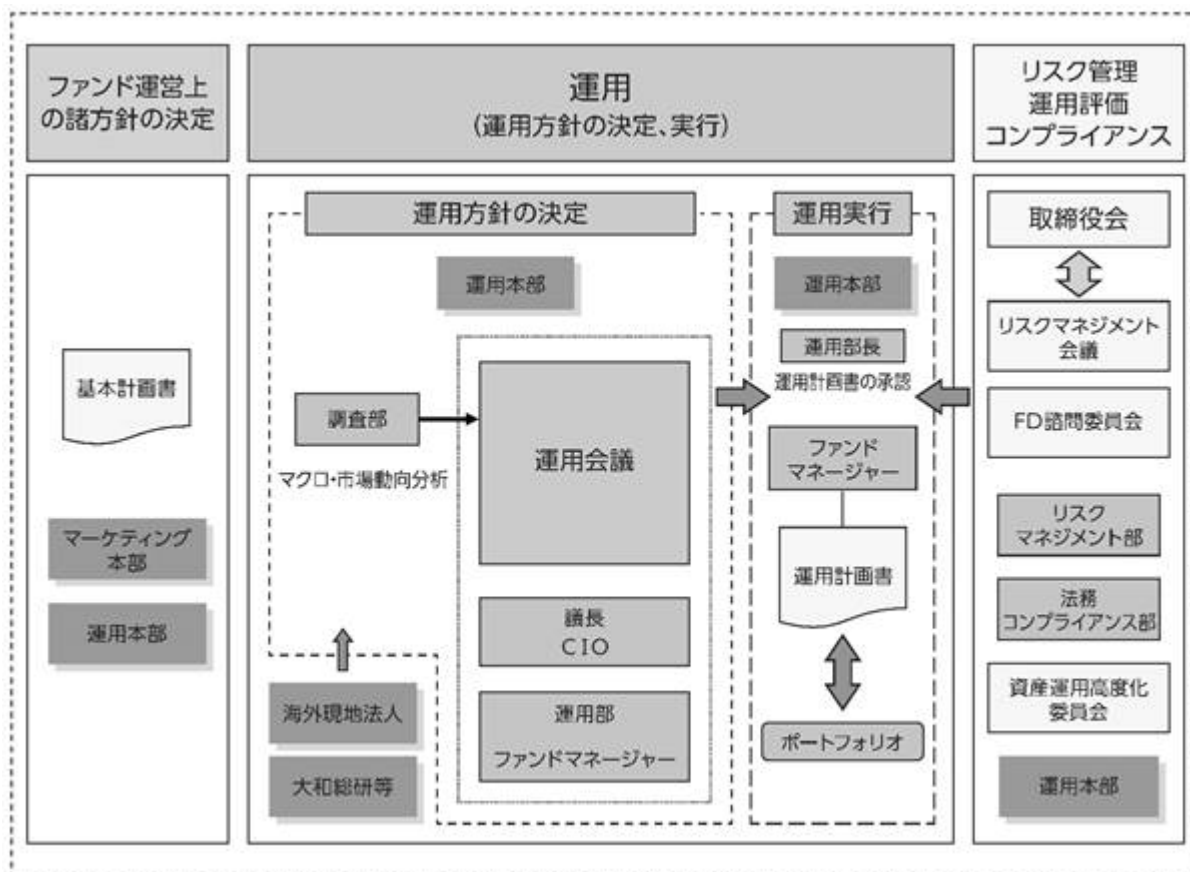 ファンド運営上
の諸方針の決定
運用
(運用方針の決定、実行)
リスク管理
運用評価
コンプライアンス
基本計画書
マーケティング
本部
運用本部
運用方針の決定
運用本部
調査部
マクロ・市場動向分析
運用会議
議長
CIO
運用部
ファンドマネージャー
海外現地法人
大和総研等
運用実行
運用本部
運用部長
運用計画書の承認
ファンド
マネージャー
運用計画書
ポートフォリオ
取締役会
リスクマネジメント
会議
FD諮問委員会
リスク
マネジメント部
法務
コンプライアンス部
資産運用高度化
委員会
運用本部